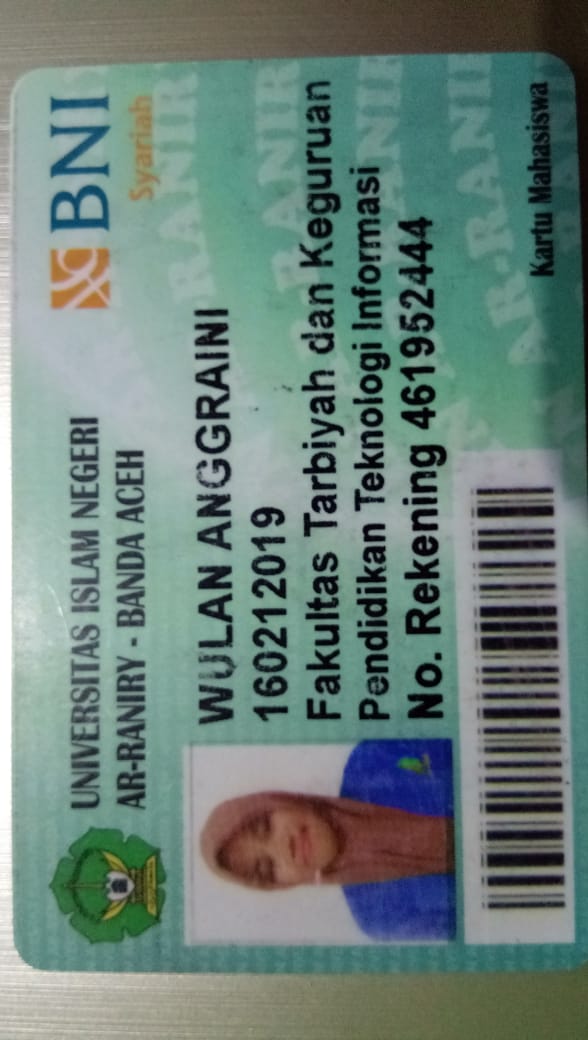 UNIVERSITAS ISLAM NEGERI
AR-RANIRY - BANDA ACEH
BNI
Syariah
WULAN ANGGRAINI
160212019
Fakultas Tarbiyah dan Keguruan
Pendidikan Teknologi Informasi
No. Rekening 461952444
Kartu Mahasiswa